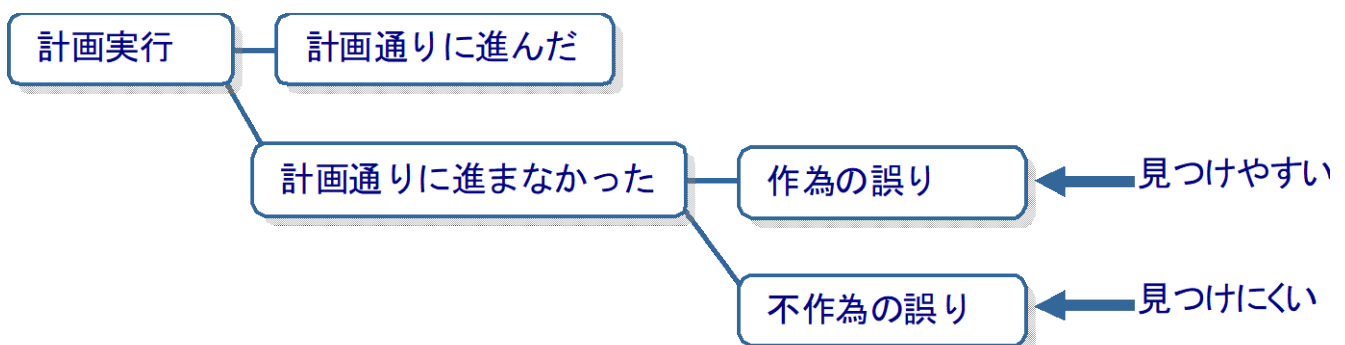 計画実行
計画通りに進んだ
計画通りに進まなかった
作為の誤り
見つけやすい
不作為の誤り
見つけにくい